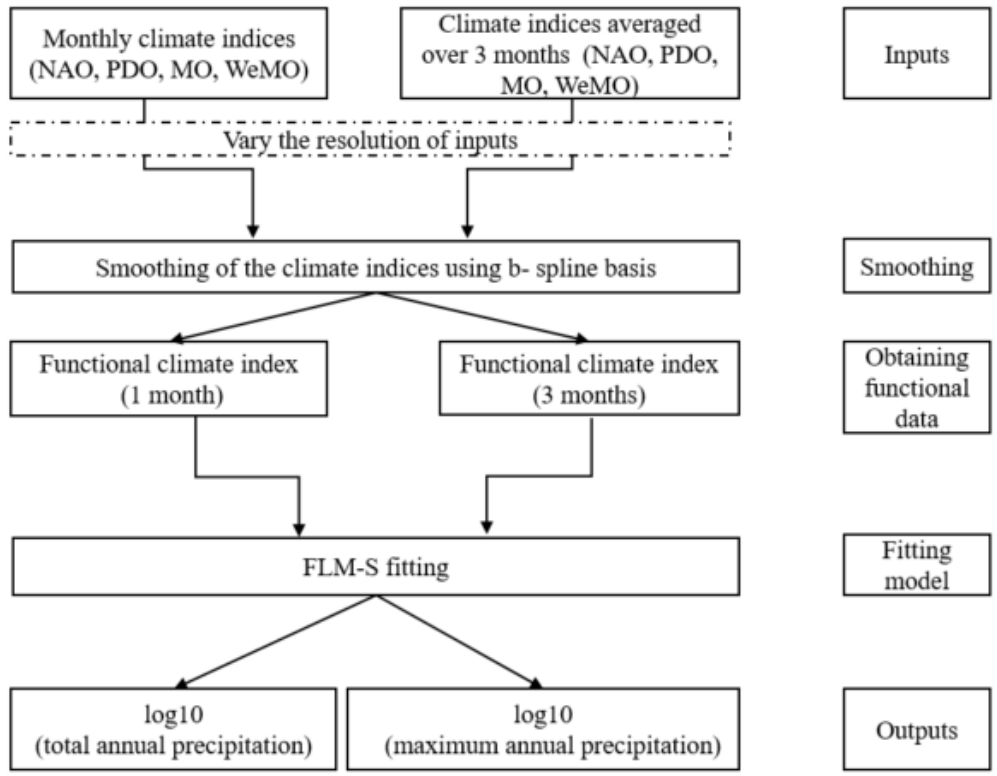 Monthly climate indices
(NAO, PDO, MO, WeMO)
Climate indices averaged
over 3 months (NAO, PDO,
MO, WeMO)
Inputs
Vary the resolution of inputs
Smoothing of the climate indices using b- spline basis
Smoothing
Functional climate index
(1 month)
Functional climate index
(3 months)
Obtaining
functional
data
FLM-S fitting
Fitting
model
log10
(total annual precipitation)
log10
(maximum annual precipitation)
Outputs